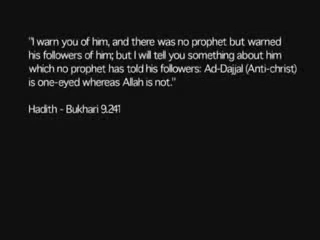 "I warn you of him, and there was no prophet but warned
his followers of him; but I will tell you something about him
which no prophet has told his followers: Ad-Dajjal (Anti-christ)
is one-eyed whereas Allah is not."
Hadith - Bukhari 9.241